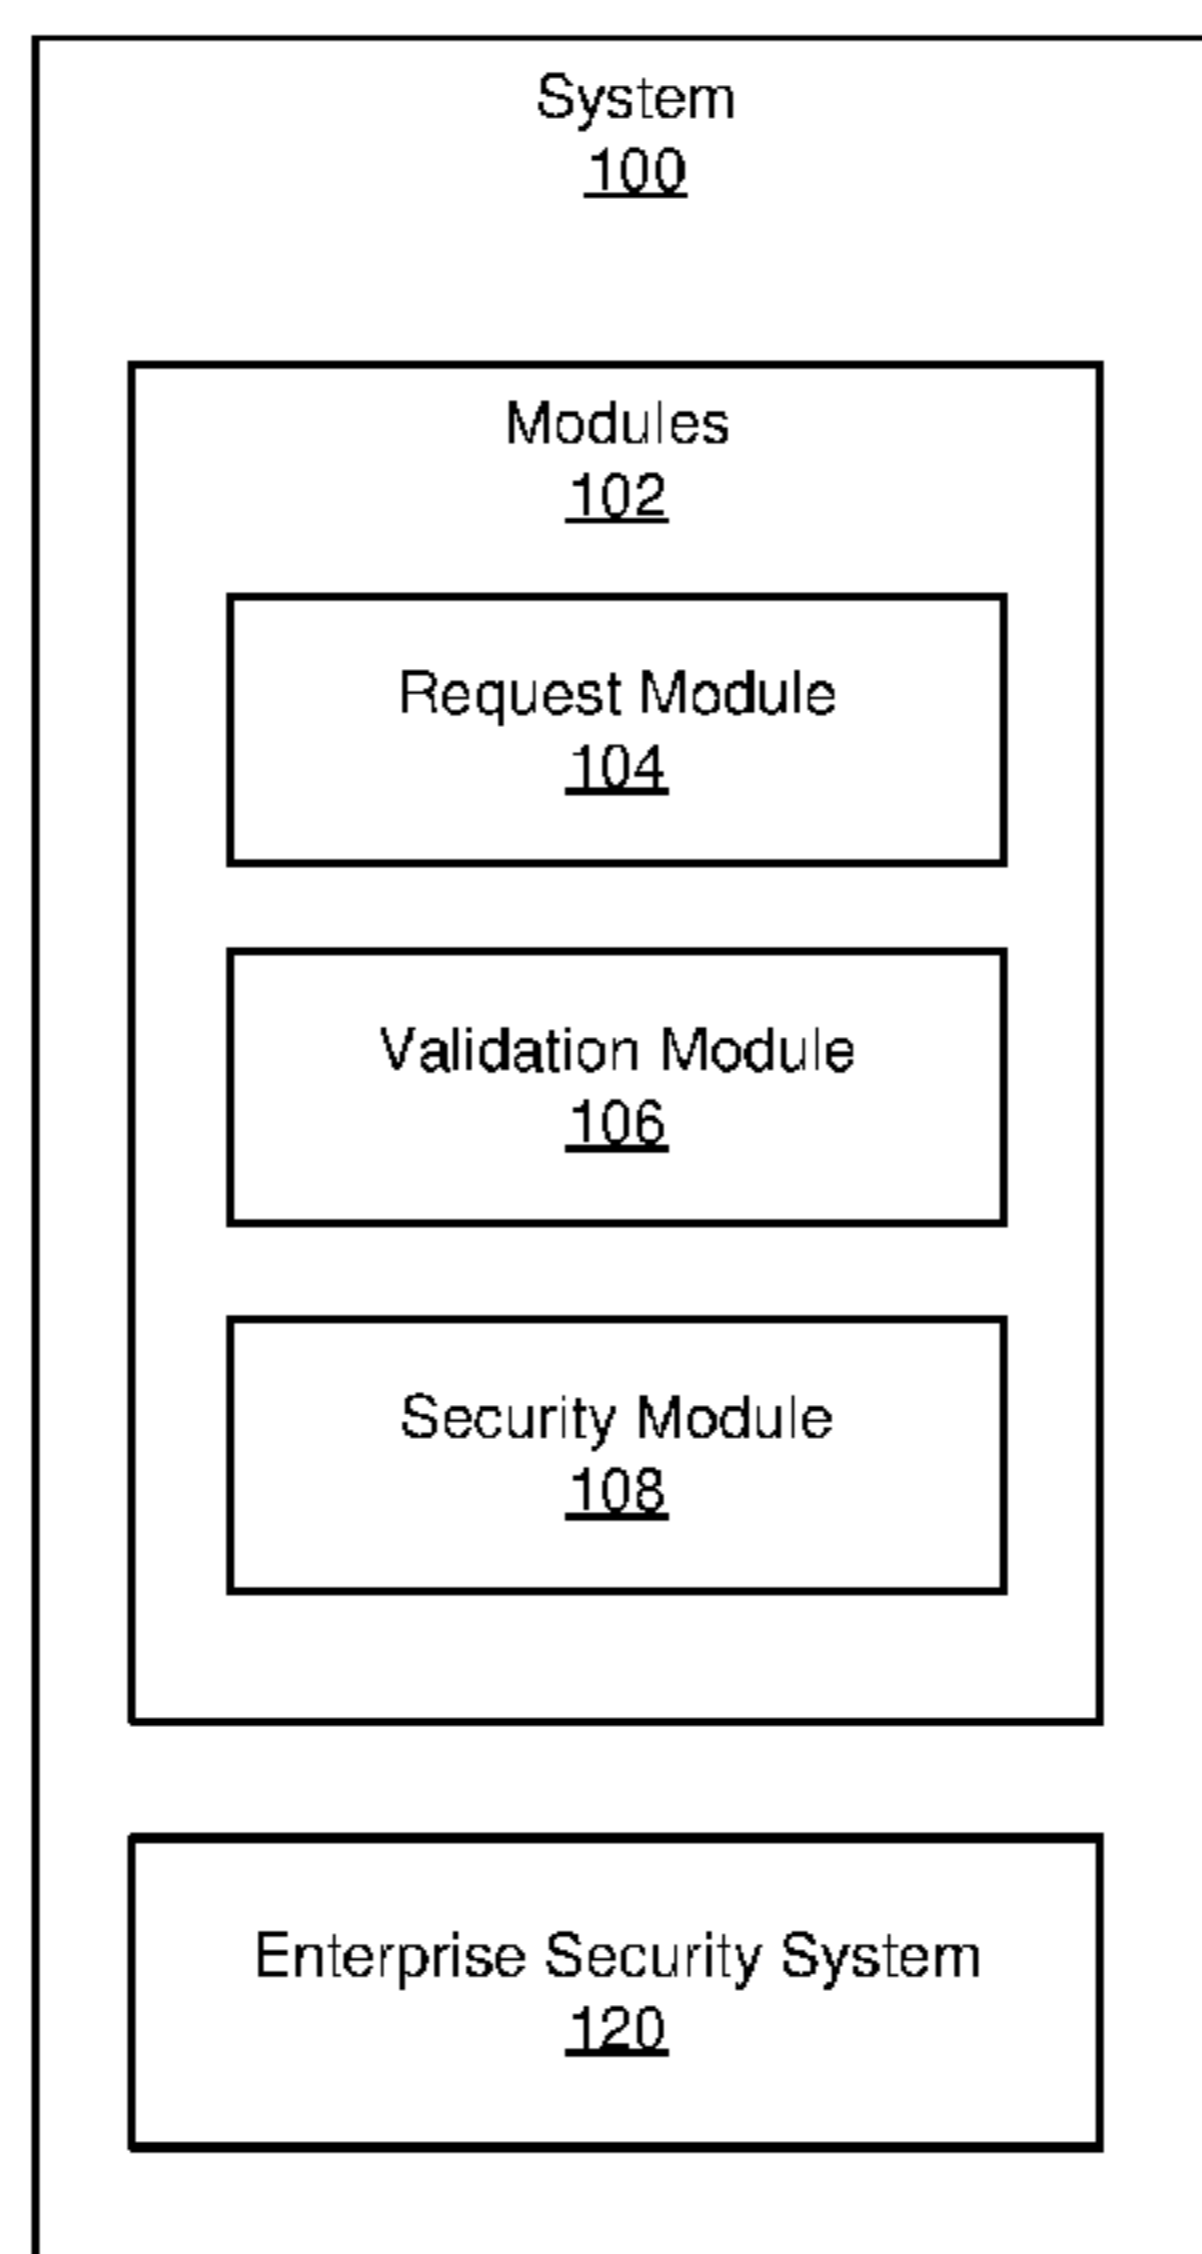 System
100
Modules
102
Request Module
104
Validation Module
106
Security Module
108
Enterprise Security System
120